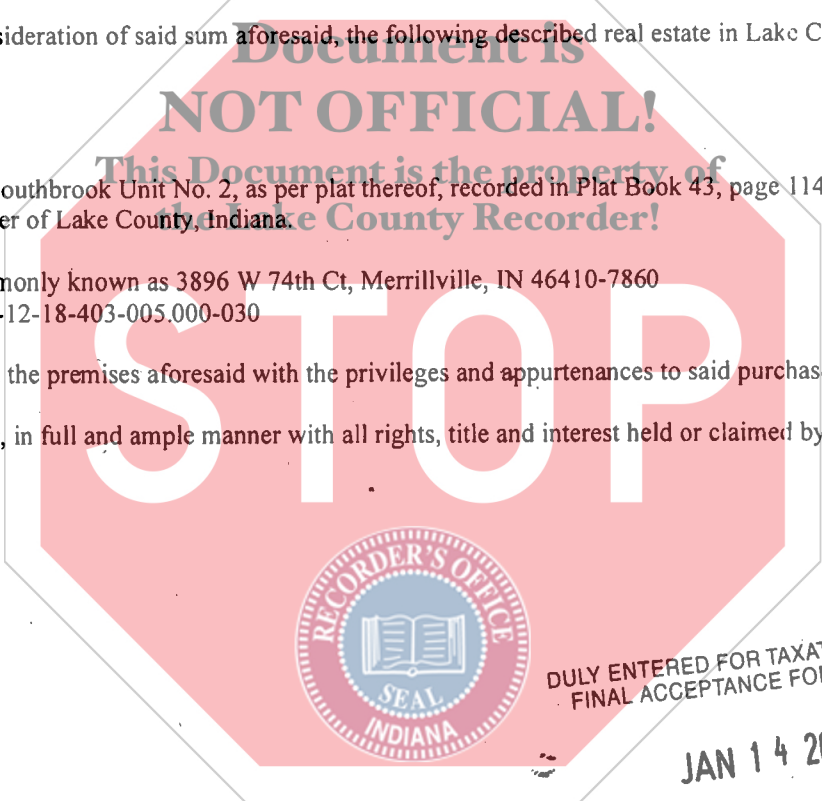 sideration of said sum aforesaid, the following described real estate in Lake C
Document is
NOT OFFICIAL!
This Document is the property of
outhbrook Unit No. 2, as per plat thereof, recorded in Plat Book 43, page 114
the Lake County Recorder!
er of Lake County, Indiana.
monly known as 3896 W 74th Ct, Merrillville, IN 46410-7860
-12-18-403-005.000-030
the premises aforesaid with the privileges and appurtenances to said purchas
, in full and ample manner with all rights, title and interest held or claimed by
STOP
RECORDER'S OFFICE
SEAL
INDIANA
DULY ENTERED FOR TAXAT
FINAL ACCEPTANCE FO
JAN 14 2